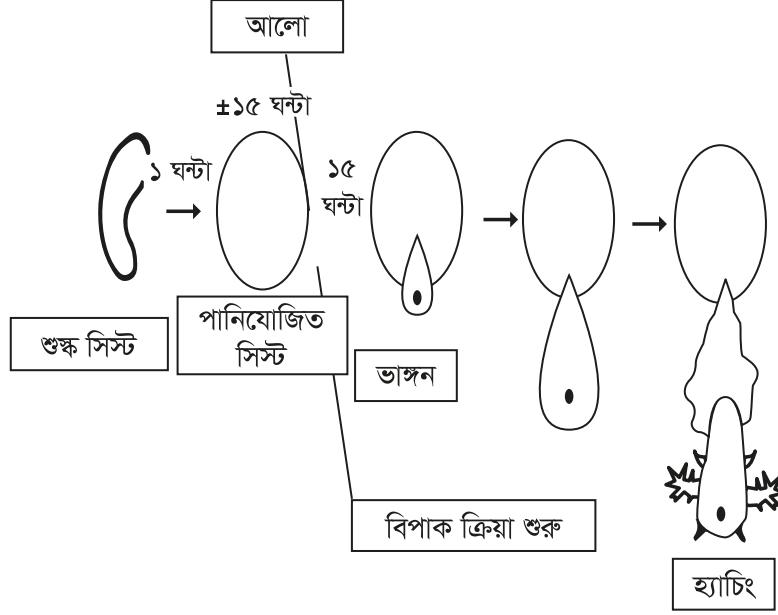 আলো
±১৫ ঘন্টা
১ ঘন্টা
১৫
ঘন্টা
শুস্ক সিস্ট
পানিযোজিত
সিস্ট
ভাঙ্গন
বিপাক ক্রিয়া শুরু
হ্যাচিং